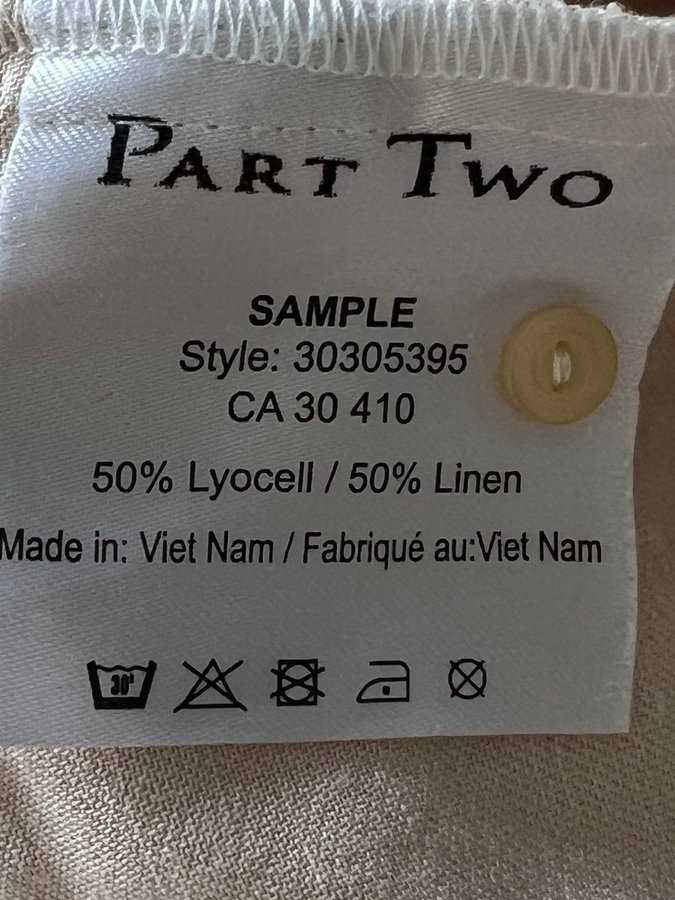 PART TWO
SAMPLE
Style: 30305395
CA 30 410
50% Lyocell / 50% Linen
Made in: Viet Nam / Fabriqué au:Viet Nam
30°